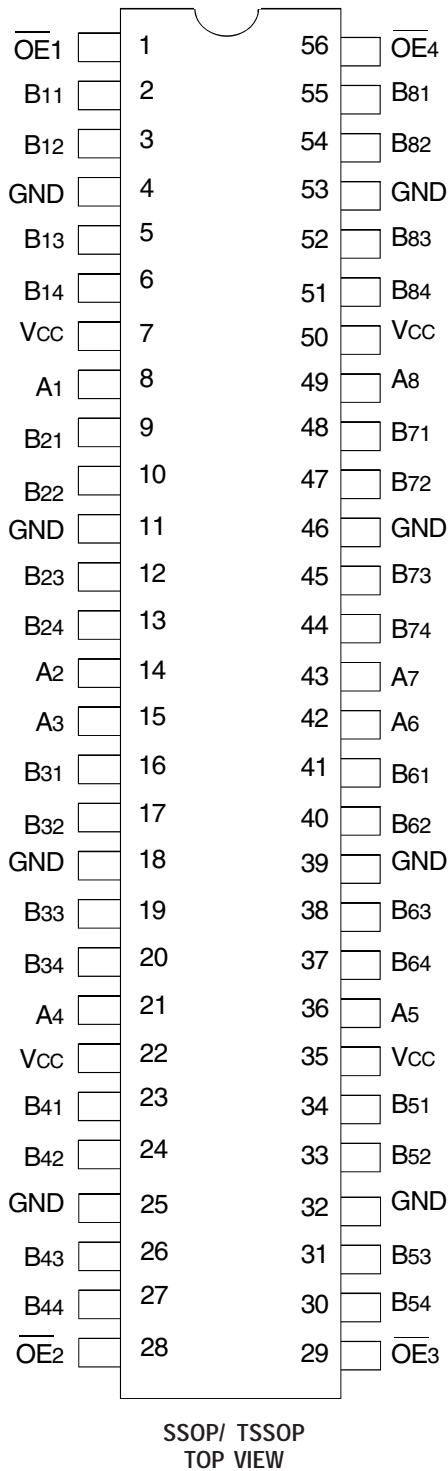 OE1 1 56 OE4
B11 2 55 B81
B12 3 54 B82
GND 4 53 GND
B13 5 52 B83
B14 6 51 B84
VCC 7 50 VCC
A1 8 49 A8
B21 9 48 B71
B22 10 47 B72
GND 11 46 GND
B23 12 45 B73
B24 13 44 B74
A2 14 43 A7
A3 15 42 A6
B31 16 41 B61
B32 17 40 B62
GND 18 39 GND
B33 19 38 B63
B34 20 37 B64
A4 21 36 A5
VCC 22 35 VCC
B41 23 34 B51
B42 24 33 B52
GND 25 32 GND
B43 26 31 B53
B44 27 30 B54
OE2 28 29 OE3
SSOP/ TSSOP
TOP VIEW